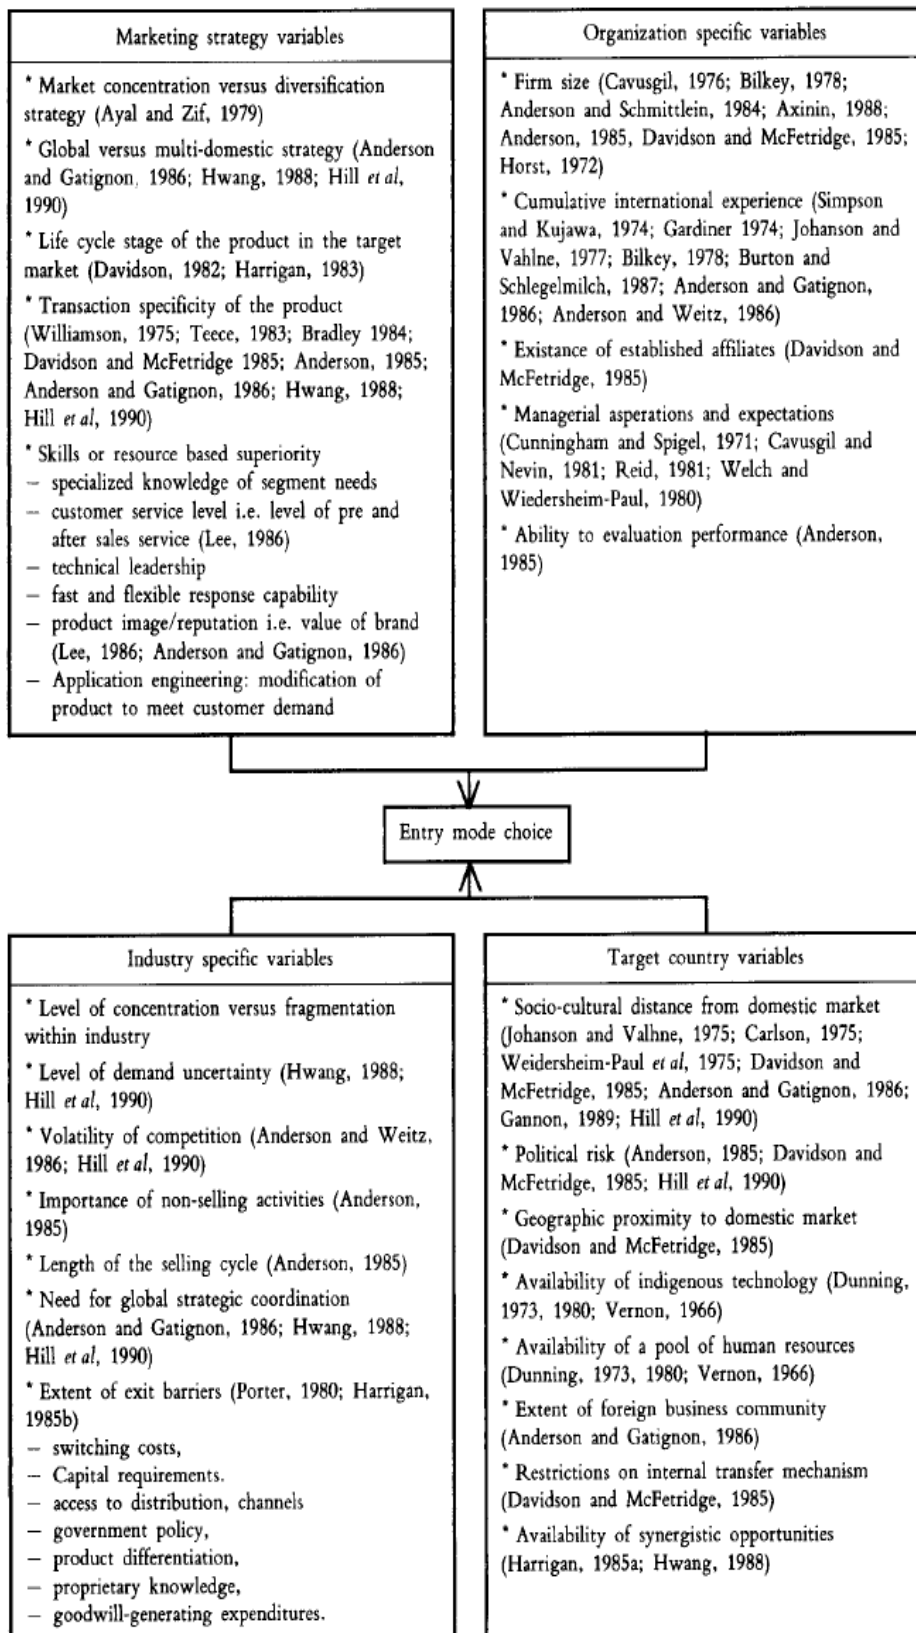 Marketing strategy variables
* Market concentration versus diversification
strategy (Ayal and Zif, 1979)
* Global versus multi-domestic strategy (Anderson
and Gatignon, 1986; Hwang, 1988; Hill et al,
1990)
* Life cycle stage of the product in the target
market (Davidson, 1982; Harrigan, 1983)
* Transaction specificity of the product
(Williamson, 1975; Teece, 1983; Bradley 1984;
Davidson and McFetridge 1985; Anderson, 1985;
Anderson and Gatignon, 1986; Hwang, 1988;
Hill et al, 1990)
* Skills or resource based superiority
– specialized knowledge of segment needs
– customer service level i.e. level of pre and
after sales service (Lee, 1986)
– technical leadership
– fast and flexible response capability
– product image/reputation i.e. value of brand
(Lee, 1986; Anderson and Gatignon, 1986)
– Application engineering: modification of
product to meet customer demand
Organization specific variables
* Firm size (Cavusgil, 1976; Bilkey, 1978;
Anderson and Schmittlein, 1984; Axinin, 1988;
Anderson, 1985, Davidson and McFetridge, 1985;
Horst, 1972)
* Cumulative international experience (Simpson
and Kujawa, 1974; Gardiner 1974; Johanson and
Vahlne, 1977; Bilkey, 1978; Burton and
Schlegelmilch, 1987; Anderson and Gatignon,
1986; Anderson and Weitz, 1986)
* Existance of established affiliates (Davidson and
McFetridge, 1985)
* Managerial asperations and expectations
(Cunningham and Spigel, 1971; Cavusgil and
Nevin, 1981; Reid, 1981; Welch and
Wiedersheim-Paul, 1980)
* Ability to evaluation performance (Anderson,
1985)
Entry mode choice
Industry specific variables
* Level of concentration versus fragmentation
within industry
* Level of demand uncertainty (Hwang, 1988;
Hill et al, 1990)
* Volatility of competition (Anderson and Weitz,
1986; Hill et al, 1990)
* Importance of non-selling activities (Anderson,
1985)
* Length of the selling cycle (Anderson, 1985)
* Need for global strategic coordination
(Anderson and Gatignon, 1986; Hwang, 1988;
Hill et al, 1990)
* Extent of exit barriers (Porter, 1980; Harrigan,
1985b)
– switching costs,
– Capital requirements.
– access to distribution, channels
– government policy,
– product differentiation,
– proprietary knowledge,
– goodwill-generating expenditures.
Target country variables
* Socio-cultural distance from domestic market
(Johanson and Valhne, 1975; Carlson, 1975;
Weidersheim-Paul et al, 1975; Davidson and
McFetridge, 1985; Anderson and Gatignon, 1986;
Gannon, 1989; Hill et al, 1990)
* Political risk (Anderson, 1985; Davidson and
McFetridge, 1985; Hill et al, 1990)
* Geographic proximity to domestic market
(Davidson and McFetridge, 1985)
* Availability of indigenous technology (Dunning,
1973, 1980; Vernon, 1966)
* Availability of a pool of human resources
(Dunning, 1973, 1980; Vernon, 1966)
* Extent of foreign business community
(Anderson and Gatignon, 1986)
* Restrictions on internal transfer mechanism
(Davidson and McFetridge, 1985)
* Availability of synergistic opportunities
(Harrigan, 1985a; Hwang, 1988)